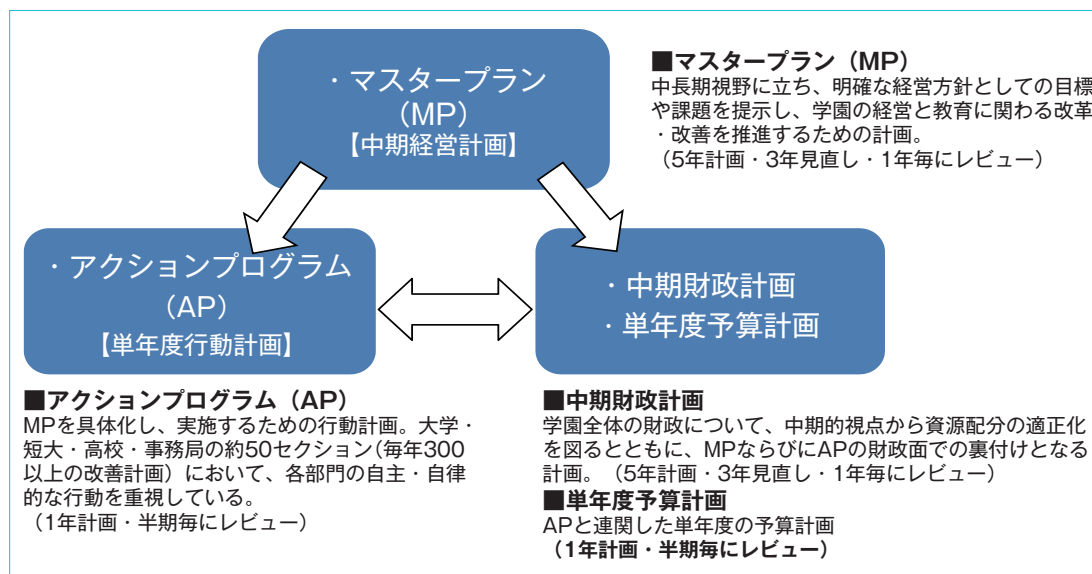 ・マスタープラン
(MP)
【中期経営計画】
■マスタープラン（MP）
中長期視野に立ち、明確な経営方針としての目標
や課題を提示し、学園の経営と教育に関わる改革
・改善を推進するための計画。
（5年計画・3年見直し・1年毎にレビュー）
・アクションプログラム
（AP）
【単年度行動計画】
・中期財政計画
・単年度予算計画
■アクションプログラム（AP）
MPを具体化し、実施するための行動計画。大学・
短大・高校・事務局の約50セクション（毎年300
以上の改善計画）において、各部門の自主・自律
的な行動を重視している。
（1年計画・半期毎にレビュー）
■中期財政計画
学園全体の財政について、中期的視点から資源配分の適正化
を図るとともに、MPならびにAPの財政面での裏付けとなる
計画。（5年計画・3年見直し・1年毎にレビュー）
■単年度予算計画
APと連関した単年度の予算計画
（1年計画・半期毎にレビュー）